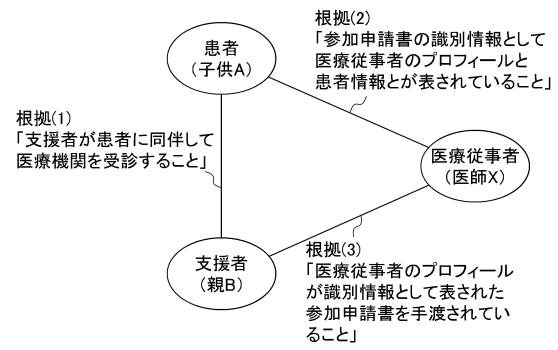 根拠(2)
「参加申請書の識別情報として
医療従事者のプロフィールと
患者情報とが表されていること」
患者
(子供A)
根拠(1)
「支援者が患者に同伴して
医療機関を受診すること」
医療従事者
(医師X)
支援者
(親B)
根拠(3)
「医療従事者のプロフィール
が識別情報として表された
参加申請書を手渡されてい
ること」